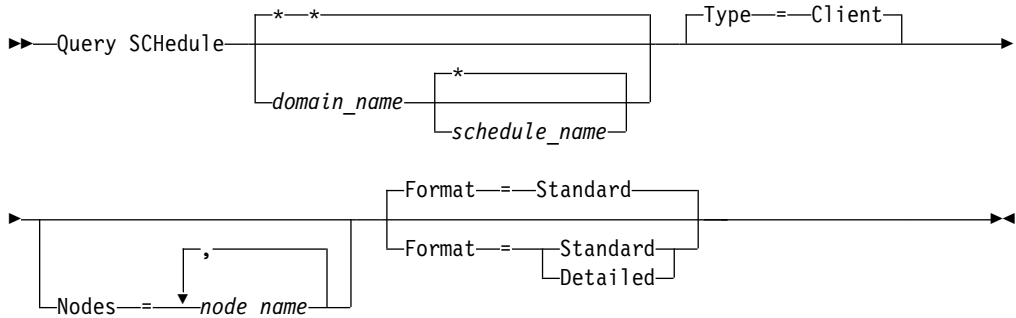 * * Type = Client
Query SCHedule
*
domain_name
schedule_name
Format = Standard
,
Format = Standard
Detailed
Nodes = node name